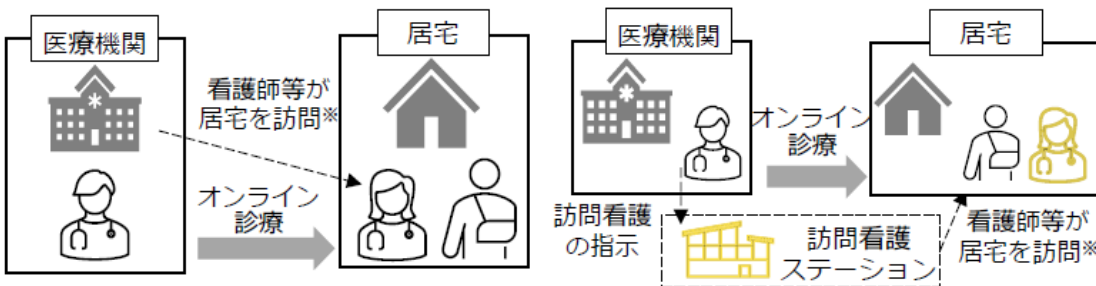 医療機関
居宅
看護師等が
居宅を訪問※
オンライン
診療
医療機関
居宅
オンライン
診療
訪問看護
の指示
訪問看護
ステーション
看護師等が
居宅を訪問※